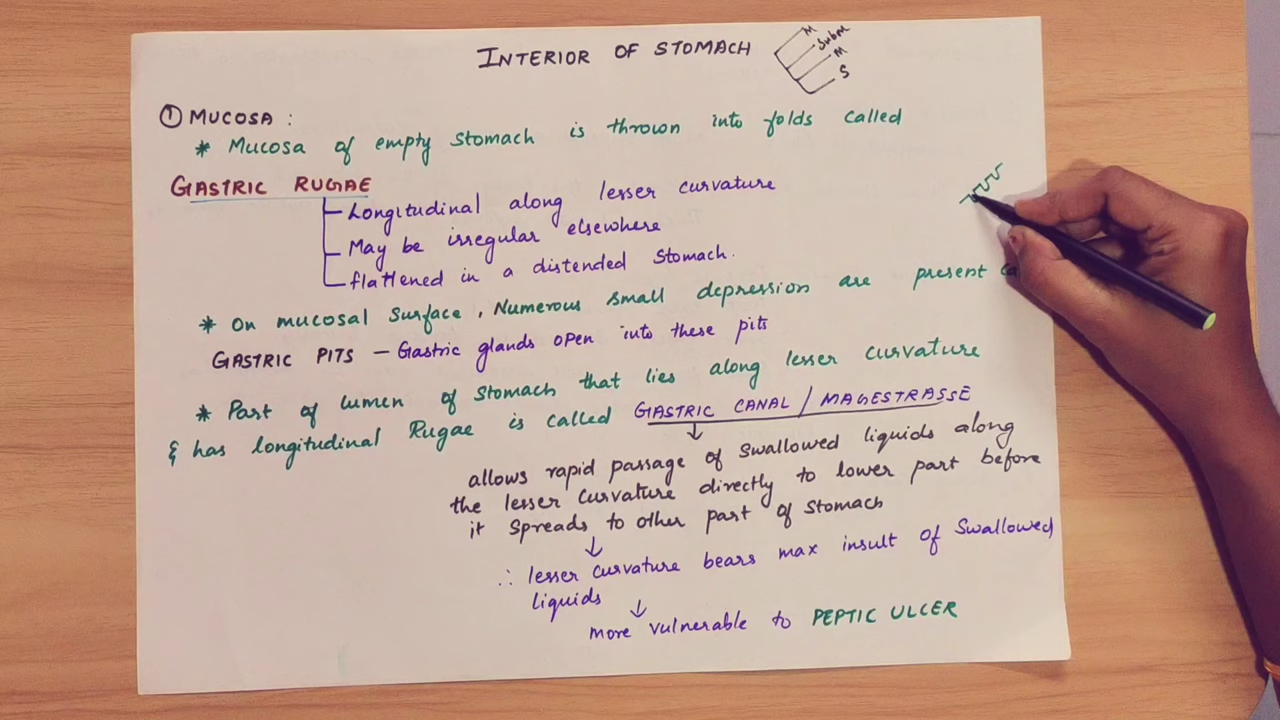 INTERIOR OF STOMACH
M
SubM
M
S
① MUCOSA :
* Mucosa of empty Stomach is thrown into folds called
GASTRIC RUGAE
Longitudinal along lesser curvature
May be irregular elsewhere
flattened in a distended Stomach.
* On mucosal Surface, Numerous small depression are present
GASTRIC PITS — Gastric glands open into these pits
* Part of lumen of Stomach that lies along lesser curvature
& has longitudinal Rugae is called GASTRIC CANAL / MAGESTRASSE
↓
allows rapid passage of swallowed liquids along
the lesser curvature directly to lower part before
it Spreads to other part of Stomach
↓
∴ lesser curvature bears max insult of Swallowed
liquids
↓
more vulnerable to PEPTIC ULCER